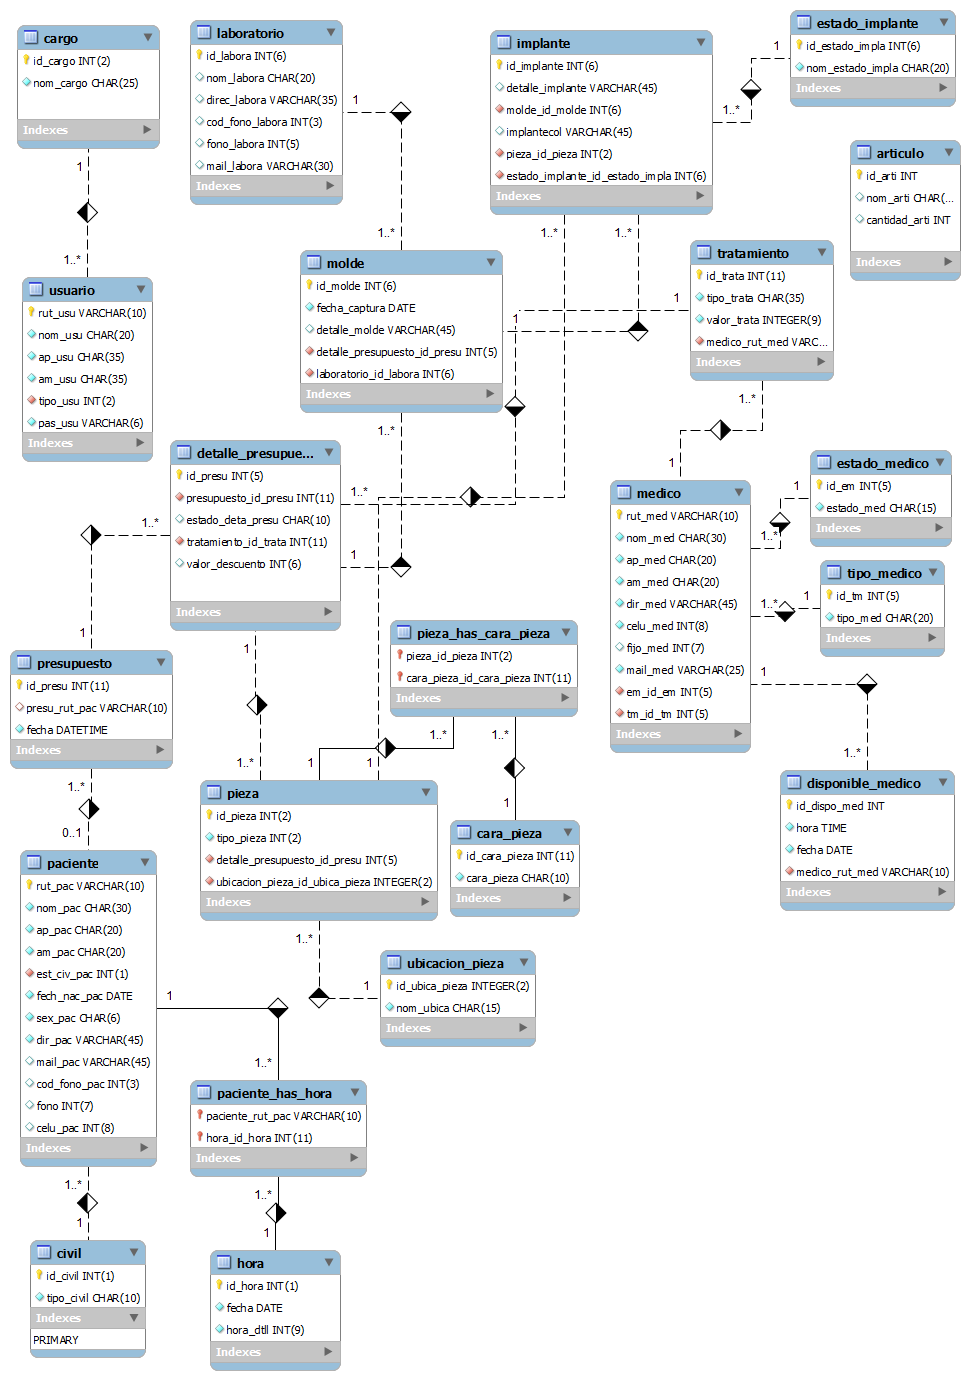 cargo
id_cargo INT(2)
nom_cargo CHAR(25)
Indexes
1
1..*
usuario
rut_usu VARCHAR(10)
nom_usu CHAR(20)
ap_usu CHAR(35)
am_usu CHAR(35)
tipo_usu INT(2)
pas_usu VARCHAR(6)
Indexes
laboratorio
id_labora INT(6)
nom_labora CHAR(20)
direc_labora VARCHAR(35)
cod_fono_labora INT(3)
fono_labora INT(5)
mail_labora VARCHAR(30)
Indexes
1
1..*
implante
id_implante INT(6)
detalle_implante VARCHAR(45)
molde_id_molde INT(6)
implantecol VARCHAR(45)
pieza_id_pieza INT(2)
estado_implante_id_estado_impla INT(6)
Indexes
1
1..*
1..*
1..*
estado_implante
id_estado_impla INT(6)
nom_estado_impla CHAR(20)
Indexes
articulo
id_arti INT
nom_arti CHAR(...
cantidad_arti INT
Indexes
molde
id_molde INT(6)
fecha_captura DATE
detalle_molde VARCHAR(45)
detalle_presupuesto_id_presu INT(5)
laboratorio_id_labora INT(6)
Indexes
1
1
1..*
tratamiento
id_trata INT(11)
tipo_trata CHAR(35)
valor_trata INTEGER(9)
medico_rut_med VARC...
Indexes
1..*
1
detalle_presupue...
id_presu INT(5)
presupuesto_id_presu INT(11)
estado_deta_presu CHAR(10)
tratamiento_id_trata INT(11)
valor_descuento INT(6)
Indexes
1..*
1..*
1
1
1
1..*
medico
rut_med VARCHAR(10)
nom_med CHAR(30)
ap_med CHAR(20)
am_med CHAR(20)
dir_med VARCHAR(45)
celu_med INT(8)
fijo_med INT(7)
mail_med VARCHAR(25)
em_id_em INT(5)
tm_id_tm INT(5)
Indexes
1
1..*
1
1..*
1
1..*
estado_medico
id_em INT(5)
estado_med CHAR(15)
Indexes
tipo_medico
id_tm INT(5)
tipo_med CHAR(20)
Indexes
disponible_medico
id_dispo_med INT
hora TIME
fecha DATE
medico_rut_med VARCHAR(10)
Indexes
presupuesto
id_presu INT(11)
presu_rut_pac VARCHAR(10)
fecha DATETIME
Indexes
1..*
0..1
pieza_has_cara_pieza
pieza_id_pieza INT(2)
cara_pieza_id_cara_pieza INT(11)
Indexes
1..*
1..*
1
1
1
pieza
id_pieza INT(2)
tipo_pieza INT(2)
detalle_presupuesto_id_presu INT(5)
ubicacion_pieza_id_ubica_pieza INTEGER(2)
Indexes
1..*
1
cara_pieza
id_cara_pieza INT(11)
cara_pieza CHAR(10)
Indexes
ubicacion_pieza
id_ubica_pieza INTEGER(2)
nom_ubica CHAR(15)
Indexes
paciente
rut_pac VARCHAR(10)
nom_pac CHAR(30)
ap_pac CHAR(20)
am_pac CHAR(20)
est_civ_pac INT(1)
fech_nac_pac DATE
sex_pac CHAR(6)
dir_pac VARCHAR(45)
mail_pac VARCHAR(45)
cod_fono_pac INT(3)
fono INT(7)
celu_pac INT(8)
Indexes
1
1..*
1..*
1
paciente_has_hora
paciente_rut_pac VARCHAR(10)
hora_id_hora INT(11)
Indexes
1..*
1
civil
id_civil INT(1)
tipo_civil CHAR(10)
Indexes
PRIMARY
hora
id_hora INT(1)
fecha DATE
hora_dtll INT(9)
Indexes